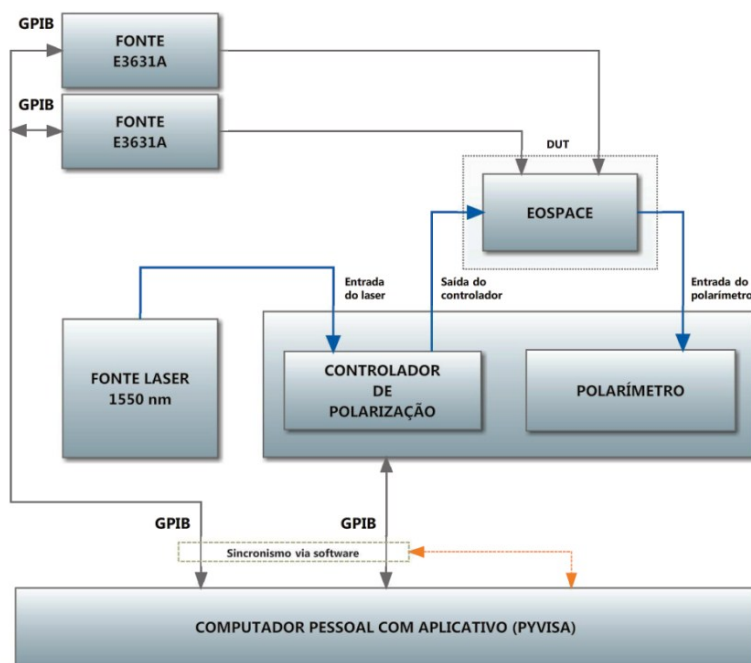 GPIB
FONTE
E3631A
GPIB
FONTE
E3631A
DUT
EOSPACE
Entrada
do laser
Saída do
controlador
Entrada do
polarímetro
FONTE LASER
1550 nm
CONTROLADOR
DE
POLARIZAÇÃO
POLARÍMETRO
GPIB
GPIB
Sincronismo via software
COMPUTADOR PESSOAL COM APLICATIVO (PYVISA)